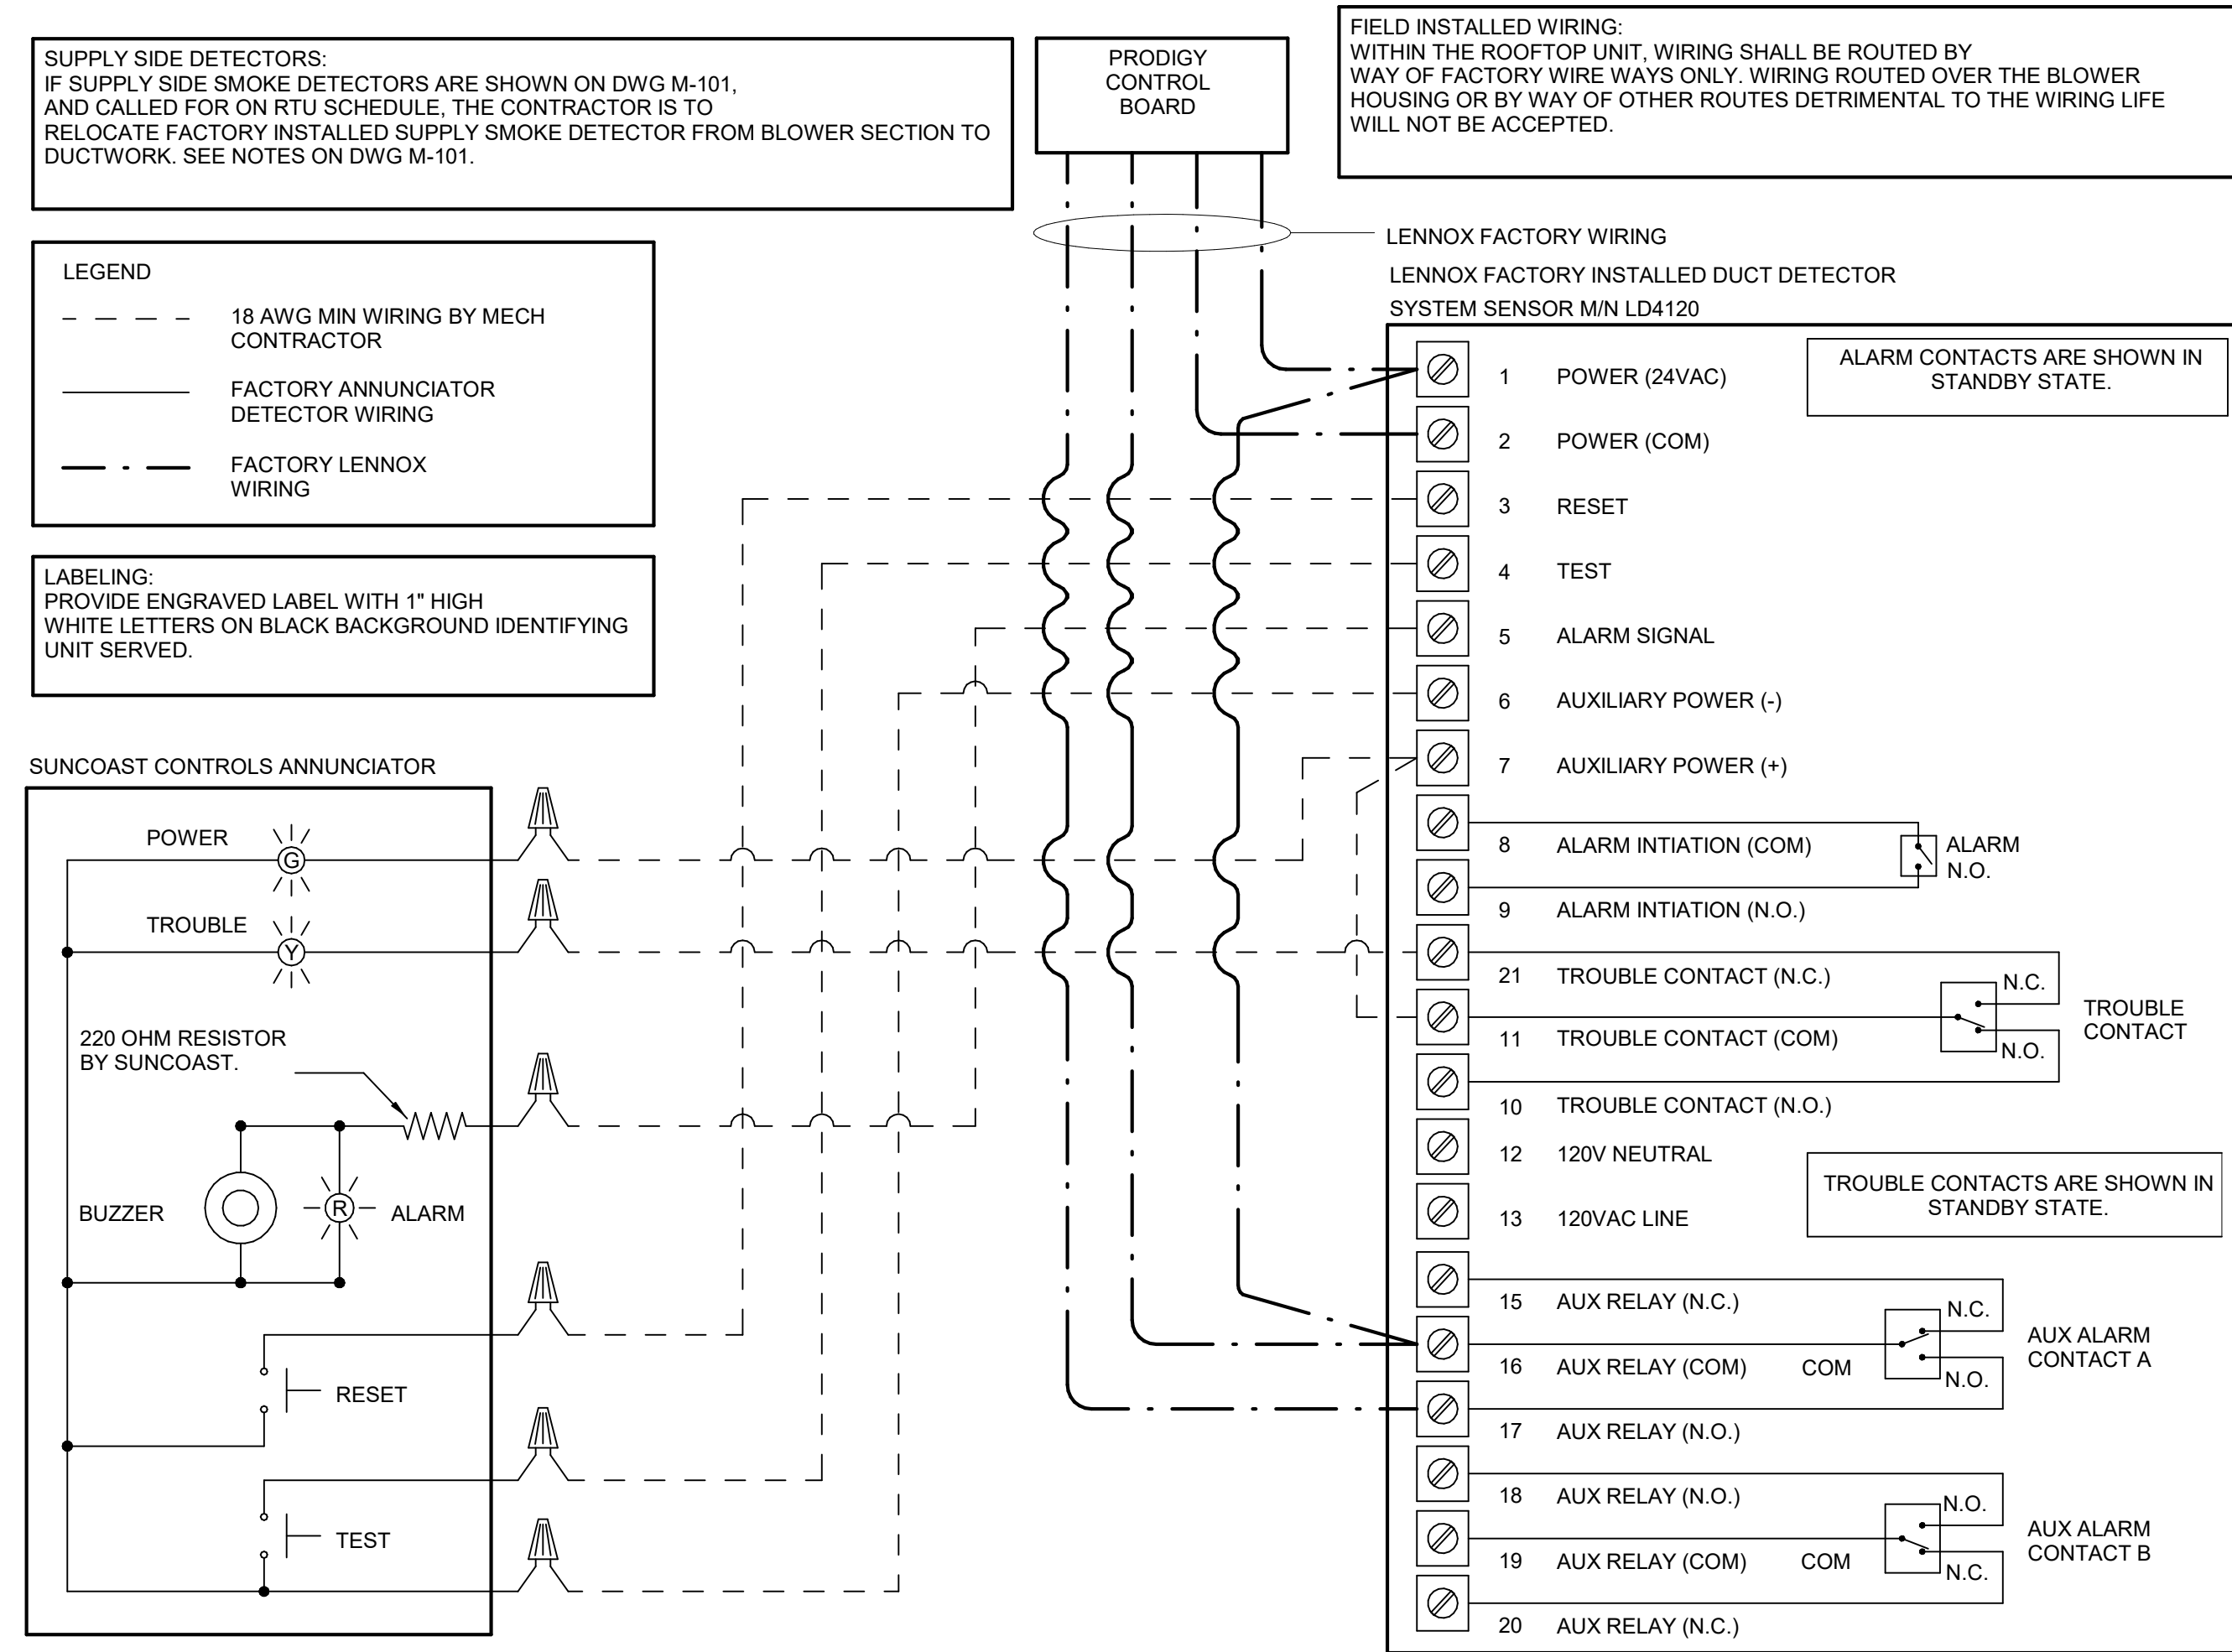 SUPPLY SIDE DETECTORS:
IF SUPPLY SIDE SMOKE DETECTORS ARE SHOWN ON DWG M-101,
AND CALLED FOR ON RTU SCHEDULE, THE CONTRACTOR IS TO
RELOCATE FACTORY INSTALLED SUPPLY SMOKE DETECTOR FROM BLOWER SECTION TO
DUCTWORK. SEE NOTES ON DWG M-101.
PRODIGY
CONTROL
BOARD
FIELD INSTALLED WIRING:
WITHIN THE ROOFTOP UNIT, WIRING SHALL BE ROUTED BY
WAY OF FACTORY WIRE WAYS ONLY. WIRING ROUTED OVER THE BLOWER
HOUSING OR BY WAY OF OTHER ROUTES DETRIMENTAL TO THE WIRING LIFE
WILL NOT BE ACCEPTED.
LEGEND
18 AWG MIN WIRING BY MECH
CONTRACTOR
FACTORY ANNUNCIATOR
DETECTOR WIRING
FACTORY LENNOX
WIRING
LABELING:
PROVIDE ENGRAVED LABEL WITH 1" HIGH
WHITE LETTERS ON BLACK BACKGROUND IDENTIFYING
UNIT SERVED.
LENNOX FACTORY WIRING
LENNOX FACTORY INSTALLED DUCT DETECTOR
SYSTEM SENSOR M/N LD4120
ALARM CONTACTS ARE SHOWN IN
STANDBY STATE.
1 POWER (24VAC)
2 POWER (COM)
3 RESET
4 TEST
5 ALARM SIGNAL
6 AUXILIARY POWER (-)
7 AUXILIARY POWER (+)
8 ALARM INTIATION (COM)
ALARM
N.O.
9 ALARM INTIATION (N.O.)
21 TROUBLE CONTACT (N.C.)
N.C.
TROUBLE
CONTACT
11 TROUBLE CONTACT (COM)
N.O.
10 TROUBLE CONTACT (N.O.)
12 120V NEUTRAL
13 120VAC LINE
TROUBLE CONTACTS ARE SHOWN IN
STANDBY STATE.
15 AUX RELAY (N.C.)
N.C.
AUX ALARM
CONTACT A
16 AUX RELAY (COM) COM
N.O.
17 AUX RELAY (N.O.)
18 AUX RELAY (N.O.)
N.O.
AUX ALARM
CONTACT B
19 AUX RELAY (COM) COM
N.C.
20 AUX RELAY (N.C.)
SUNCOAST CONTROLS ANNUNCIATOR
POWER
G
TROUBLE
Y
220 OHM RESISTOR
BY SUNCOAST.
BUZZER
R
ALARM
RESET
TEST